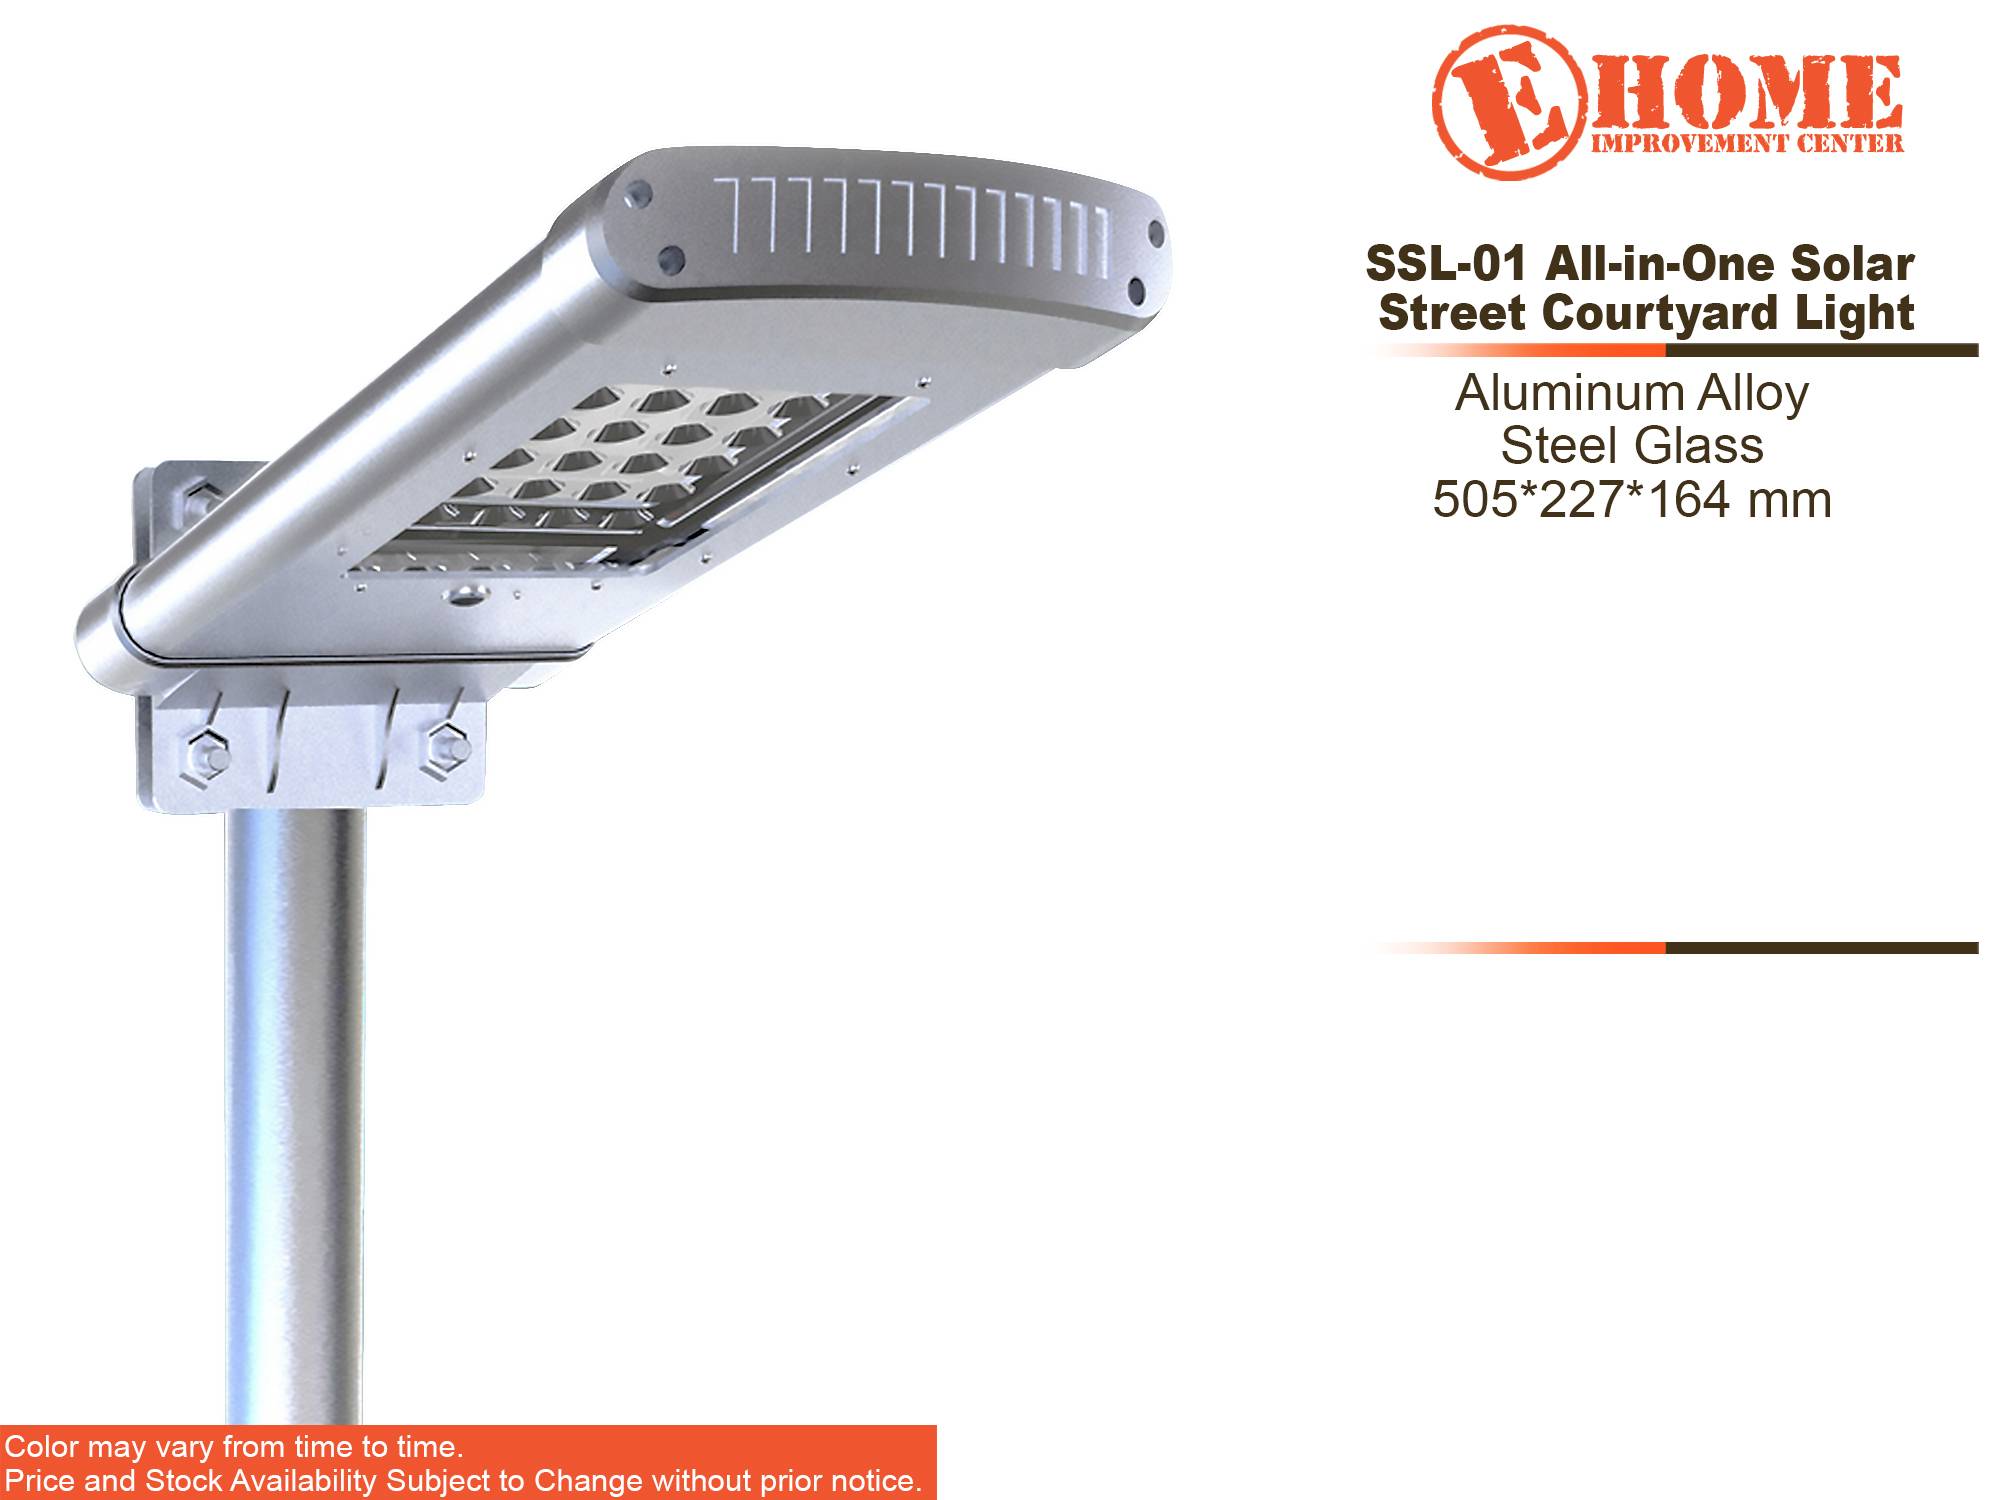 E HOME
IMPROVEMENT CENTER
SSL-01 All-in-One Solar
Street Courtyard Light
Aluminum Alloy
Steel Glass
505*227*164 mm
Color may vary from time to time.
Price and Stock Availability Subject to Change without prior notice.